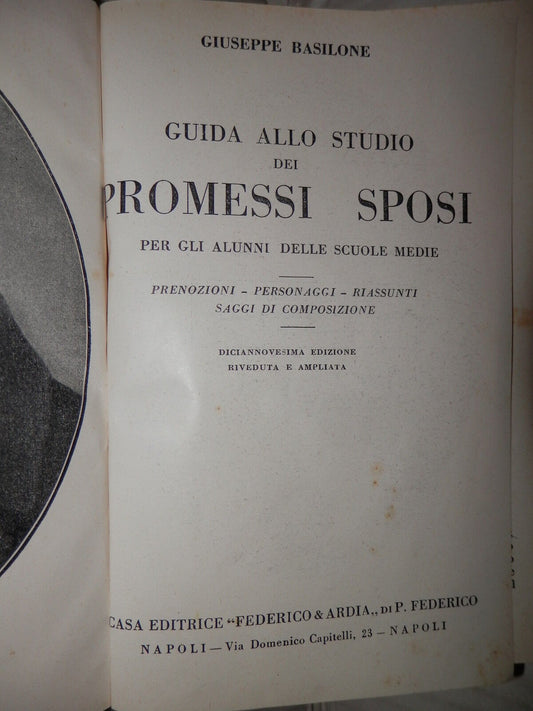 GIUSEPPE BASILONE
GUIDA ALLO STUDIO
DEI
PROMESSI SPOSI
PER GLI ALUNNI DELLE SCUOLE MEDIE
PRENOZIONI - PERSONAGGI - RIASSUNTI
SAGGI DI COMPOSIZIONE
DICIANNOVESIMA EDIZIONE
RIVEDUTA E AMPLIATA
CASA EDITRICE "FEDERICO & ARDIA,, DI P. FEDERICO
NAPOLI — Via Domenico Capitelli, 23 — NAPOLI